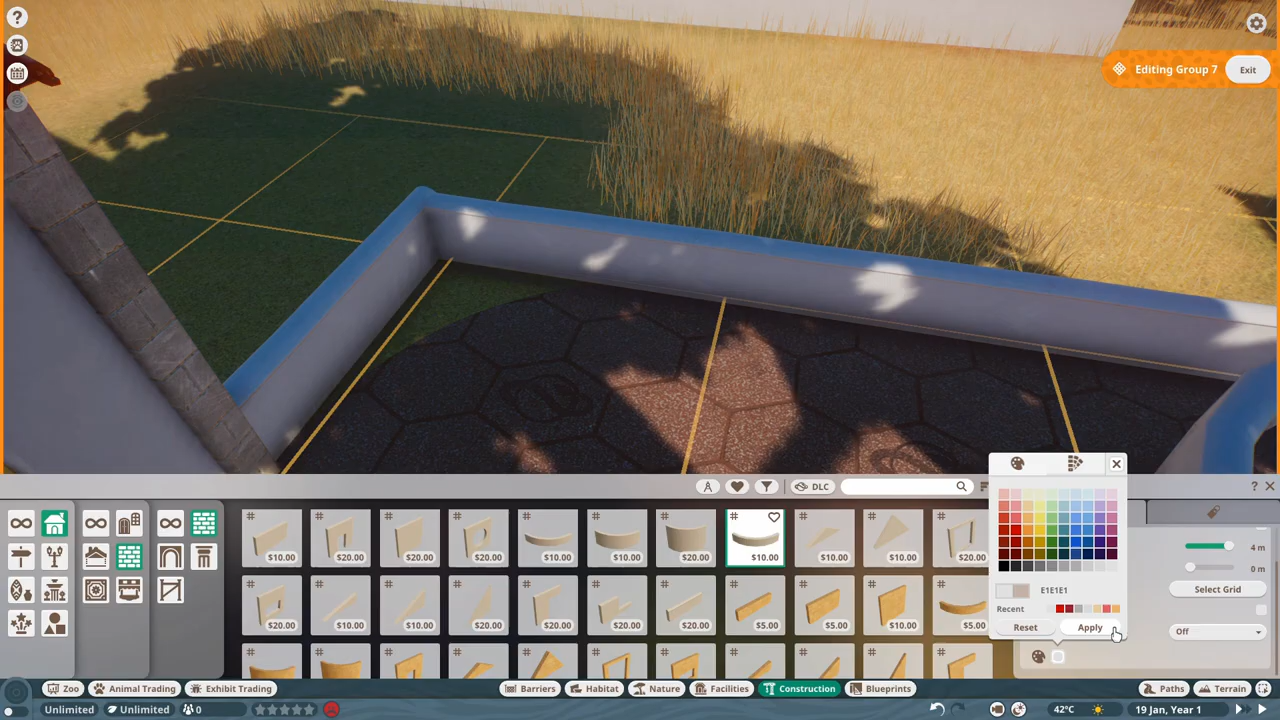 ?
Editing Group 7
Exit
DLC
? ×
$10.00 $20.00 $20.00 $20.00 $10.00 $10.00 $20.00 $10.00 $10.00 $10.00 $20.00
4 m
0 m
E1E1E1
Select Grid
Recent
Reset
Apply
$20.00 $10.00 $10.00 $20.00 $20.00 $20.00 $5.00 $10.00 $10.00 $10.00 $5.00
Off
Zoo
Animal Trading
Exhibit Trading
Barriers
Habitat
Nature
Facilities
Construction
Blueprints
Paths
Terrain
Unlimited
Unlimited
0
42°C
19 Jan, Year 1